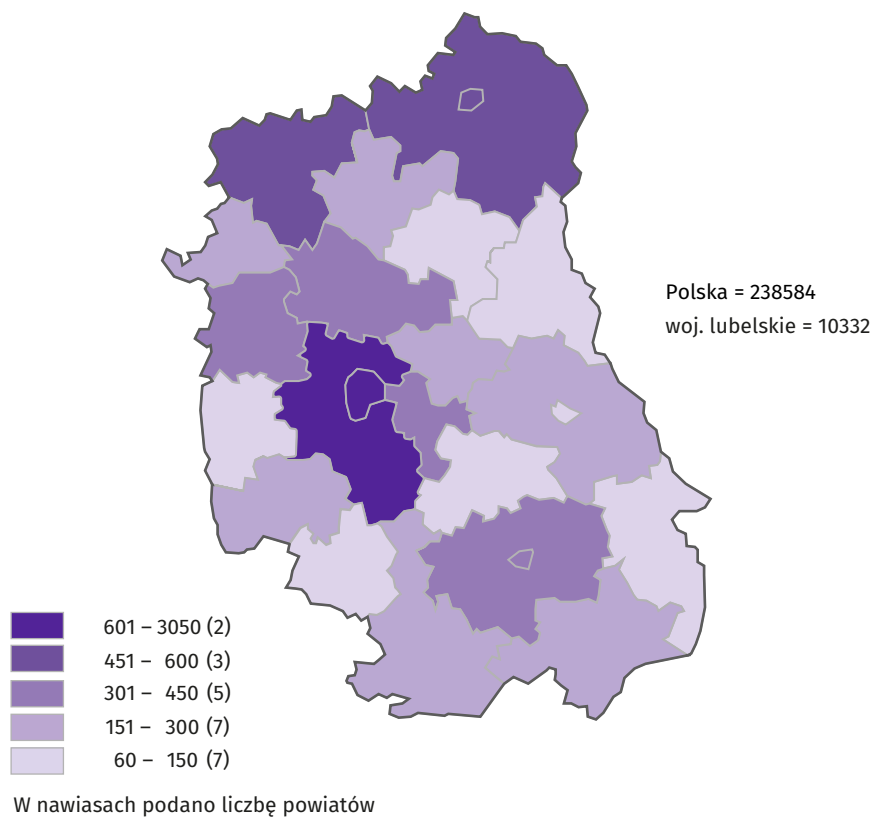 Polska = 238584
woj. lubelskie = 10332
601 – 3050 (2)
451 – 600 (3)
301 – 450 (5)
151 – 300 (7)
60 – 150 (7)
W nawiasach podano liczbę powiatów